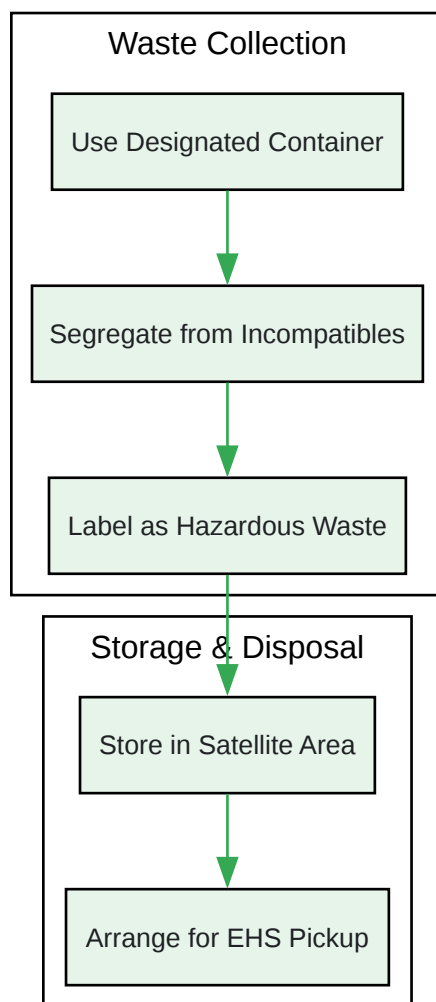 Waste Collection
Use Designated Container
Segregate from Incompatibles
Label as Hazardous Waste
Storage & Disposal
Store in Satellite Area
Arrange for EHS Pickup